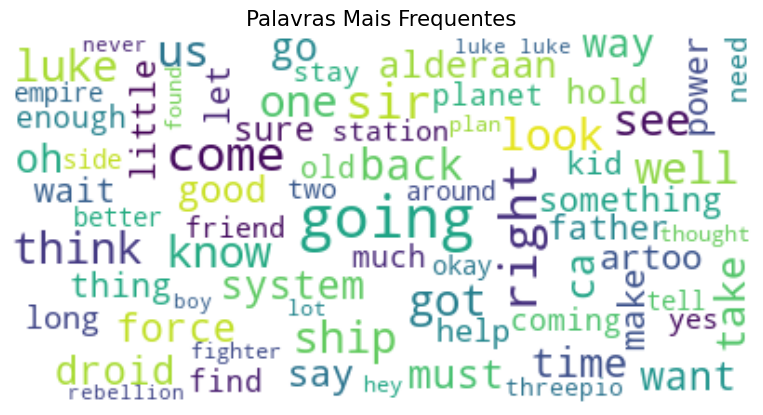 Palavras Mais Frequentes
never
us
go
luke luke
way
luke
little
found
let
stay
alderaan
power
need
empire
one
sir
planet
hold
enough
sure
station
plan
look
see
oh
side
come
old
back
kid
well
wait
good
two
around
right
something
better
friend
going
father
thought
think
know
much
okay
ca
artoo
thing
boy
system
lot
got
make
tell
take
long
force
ship
help
coming
yes
fighter
droid
find
say
hey
must
time
want
rebellion
threepio